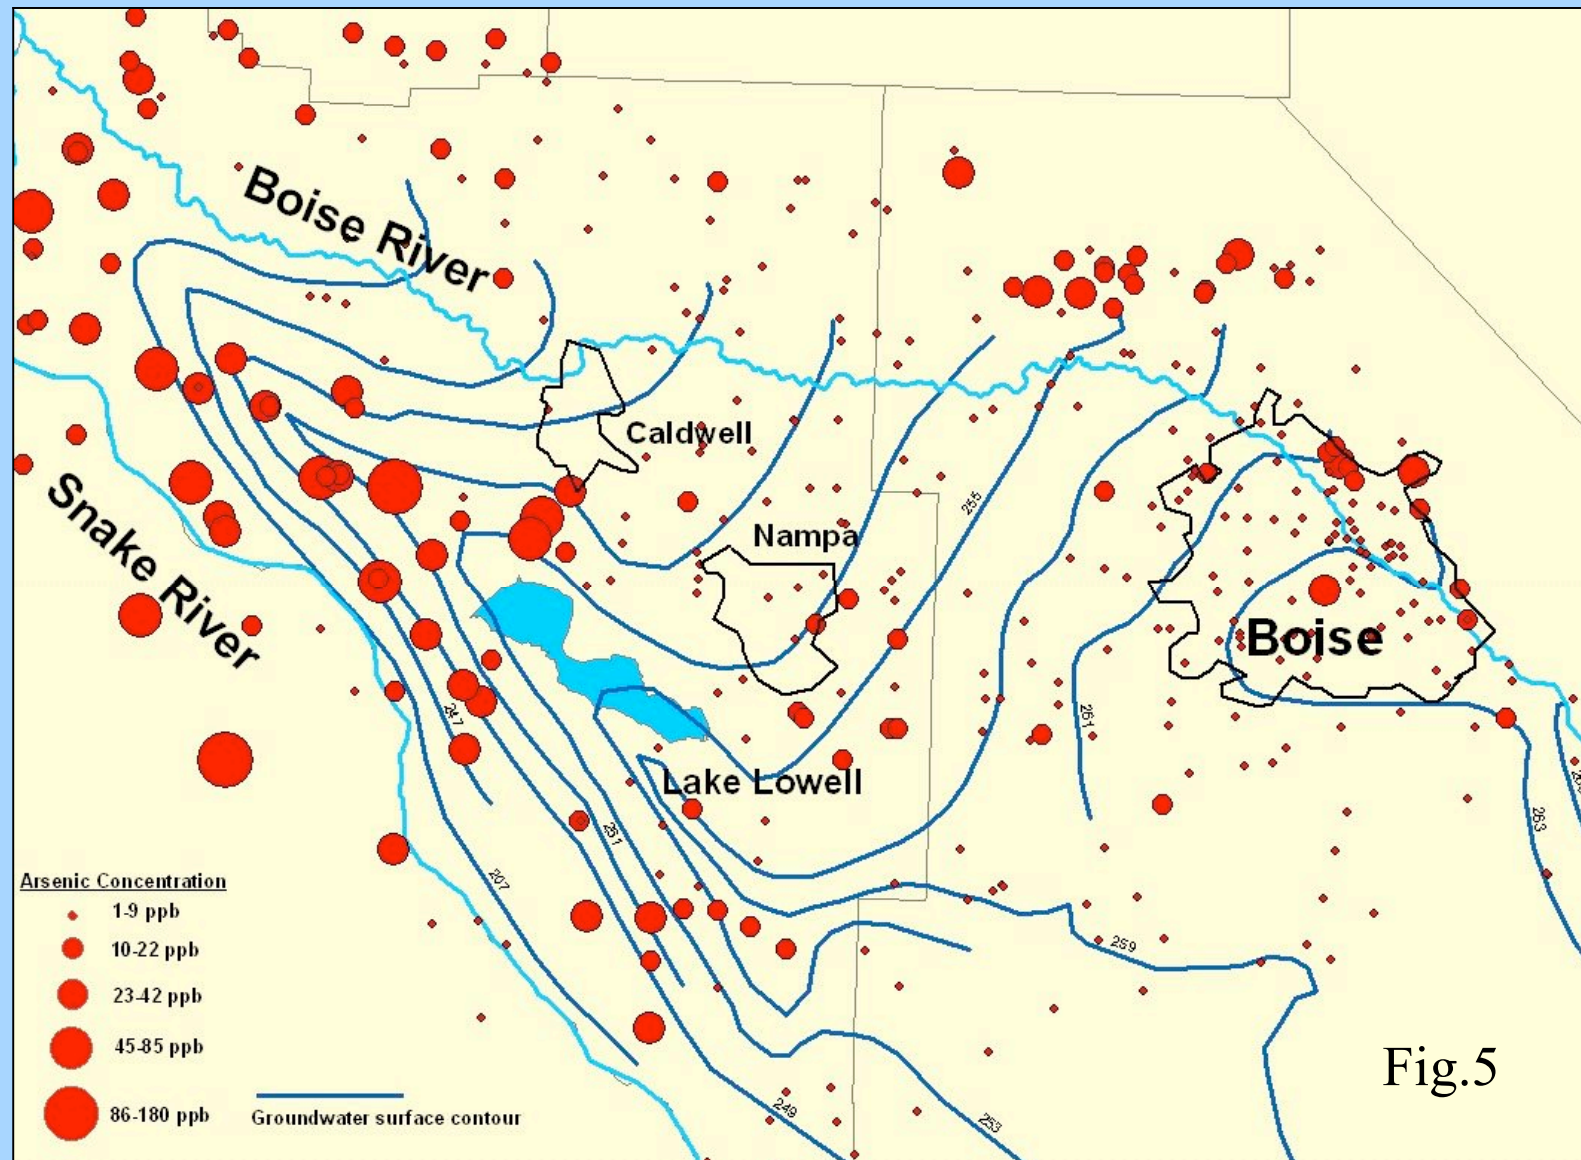 Boise River
Caldwell
255
Nampa
Snake River
Boise
247
261
Lake Lowell
251
263
207
Arsenic Concentration
1-9 ppb
10-22 ppb
23-42 ppb
45-85 ppb
86-180 ppb
Groundwater surface contour
259
249
253
Fig.5